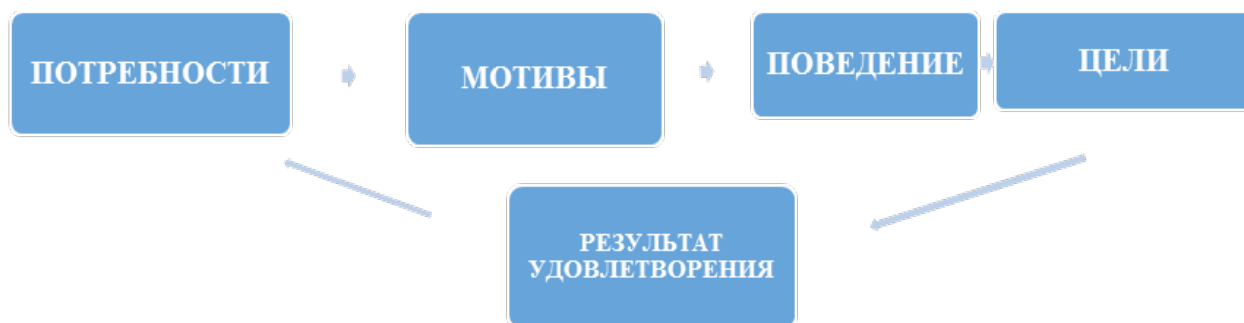 ПОТРЕБНОСТИ
МОТИВЫ
ПОВЕДЕНИЕ
ЦЕЛИ
РЕЗУЛЬТАТ
УДОВЛЕТВОРЕНИЯ